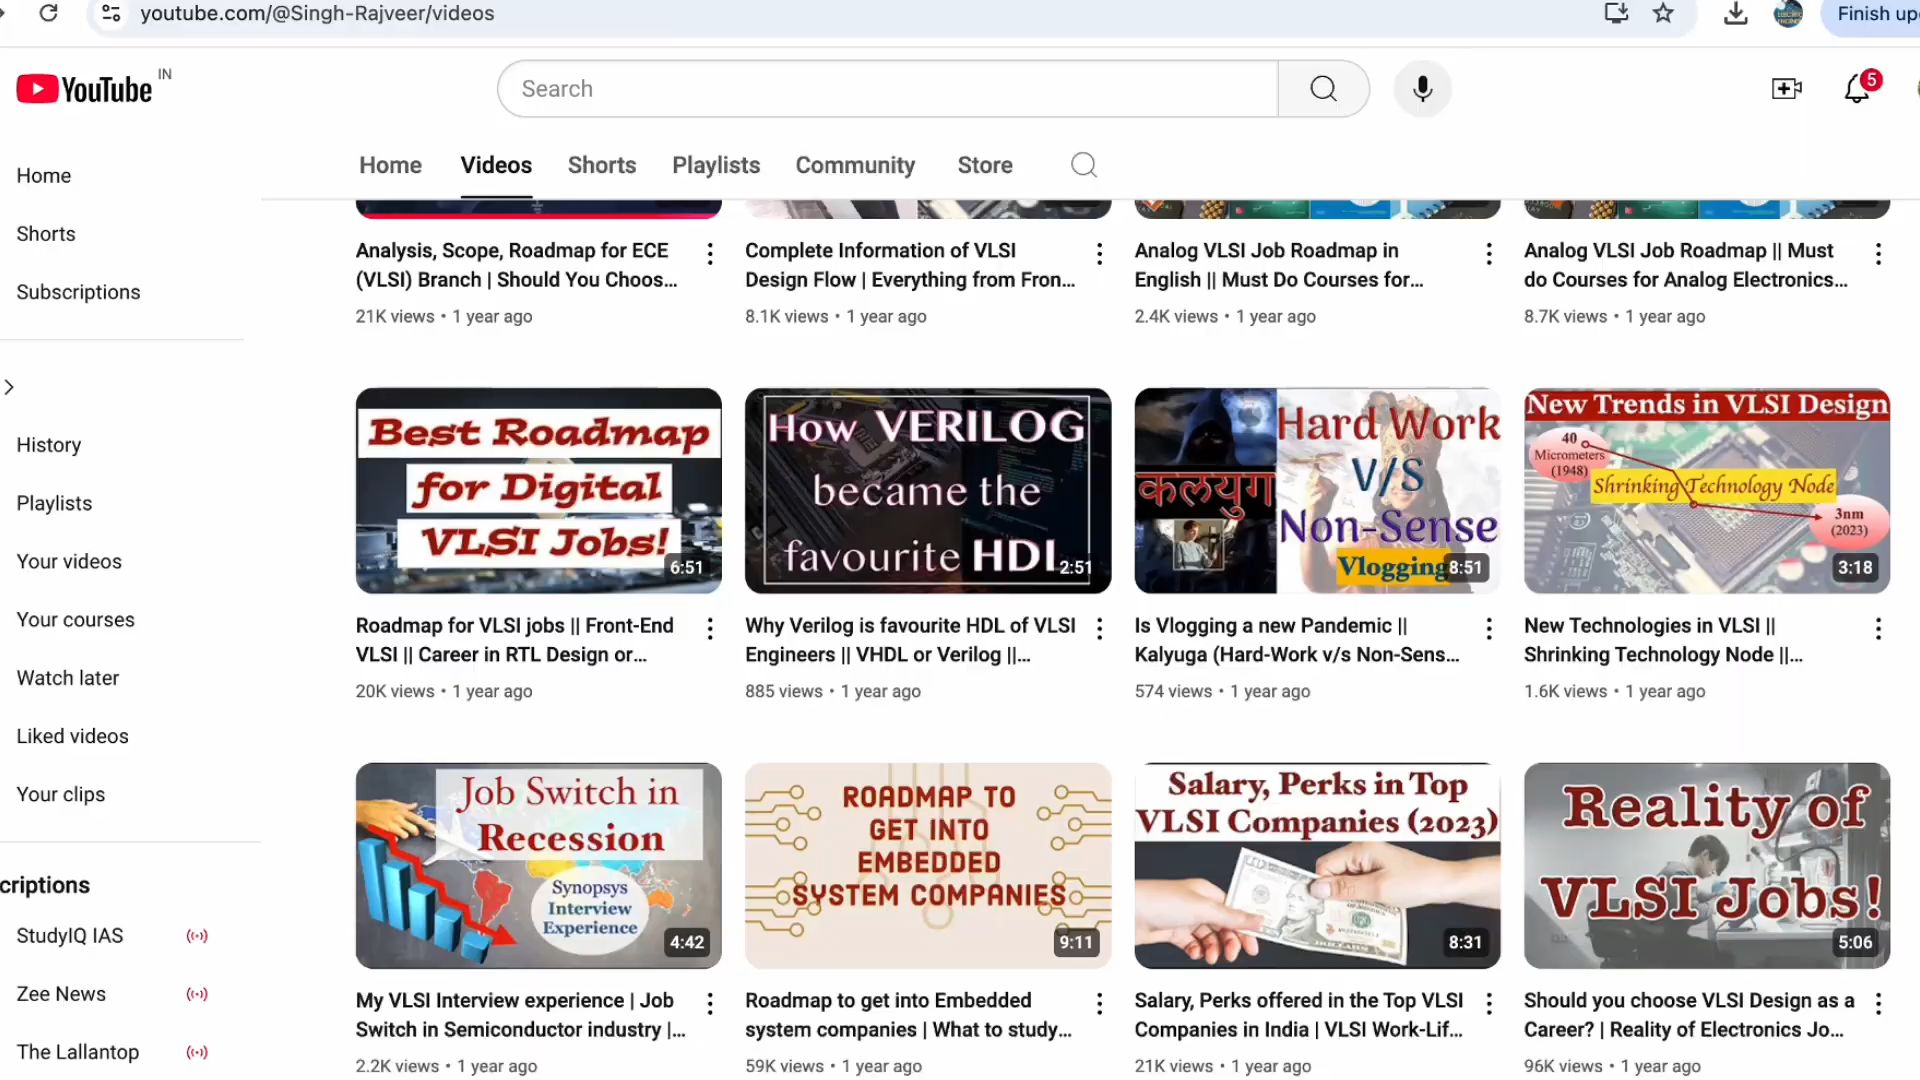 youtube.com/@Singh-Rajveer/videos
Finish up
YouTube IN
Search
5
Home
Videos
Shorts
Playlists
Community
Store
Home
Shorts
Subscriptions
History
Playlists
Your videos
Your courses
Watch later
Liked videos
Your clips
criptions
StudyIQ IAS
Zee News
The Lallantop
Analysis, Scope, Roadmap for ECE
(VLSI) Branch | Should You Choos...
21K views • 1 year ago
Complete Information of VLSI
Design Flow | Everything from Fron...
8.1K views • 1 year ago
Analog VLSI Job Roadmap in
English || Must Do Courses for...
2.4K views • 1 year ago
Analog VLSI Job Roadmap || Must
do Courses for Analog Electronics...
8.7K views • 1 year ago
Best Roadmap
for Digital
VLSI Jobs!
6:51
Roadmap for VLSI jobs || Front-End
VLSI || Career in RTL Design or...
20K views • 1 year ago
How VERILOG
became the
favourite HDL
2:51
Why Verilog is favourite HDL of VLSI
Engineers || VHDL or Verilog ||...
885 views • 1 year ago
कलयुग
Hard Work
V/S
Non-Sense
Vlogging
8:51
Is Vlogging a new Pandemic ||
Kalyuga (Hard-Work v/s Non-Sens...
574 views • 1 year ago
New Trends in VLSI Design
40
Micrometers
(1948)
Shrinking Technology Node
3nm
(2023)
3:18
New Technologies in VLSI ||
Shrinking Technology Node ||...
1.6K views • 1 year ago
Job Switch in
Recession
Synopsys
Interview
Experience
4:42
My VLSI Interview experience | Job
Switch in Semiconductor industry |...
2.2K views • 1 year ago
ROADMAP TO
GET INTO
EMBEDDED
SYSTEM COMPANIES
9:11
Roadmap to get into Embedded
system companies | What to study...
59K views • 1 year ago
Salary, Perks in Top
VLSI Companies (2023)
8:31
Salary, Perks offered in the Top VLSI
Companies in India | VLSI Work-Lif...
21K views • 1 year ago
Reality of
VLSI Jobs!
5:06
Should you choose VLSI Design as a
Career? | Reality of Electronics Jo...
96K views • 1 year ago